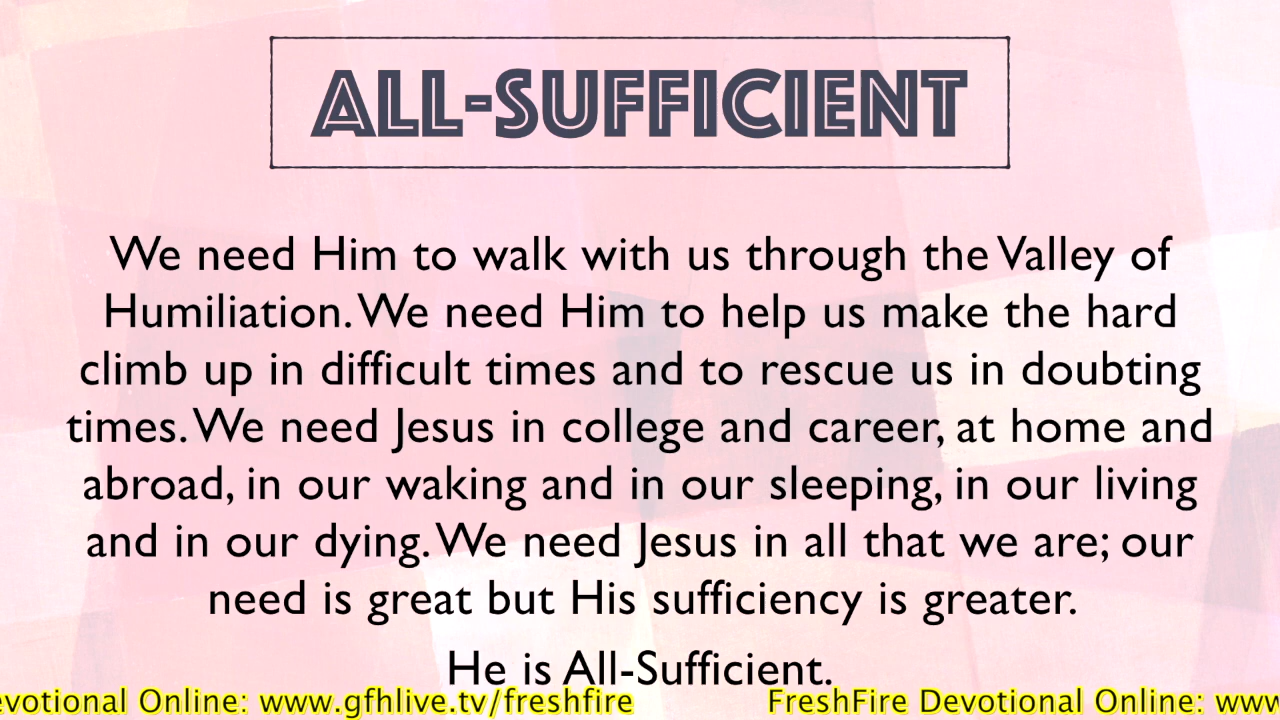 ALL-SUFFICIENT
We need Him to walk with us through the Valley of
Humiliation. We need Him to help us make the hard
climb up in difficult times and to rescue us in doubting
times. We need Jesus in college and career, at home and
abroad, in our waking and in our sleeping, in our living
and in our dying. We need Jesus in all that we are; our
need is great but His sufficiency is greater.
He is All-Sufficient.
evotional Online: www.gfhlive.tv/freshfire FreshFire Devotional Online: www